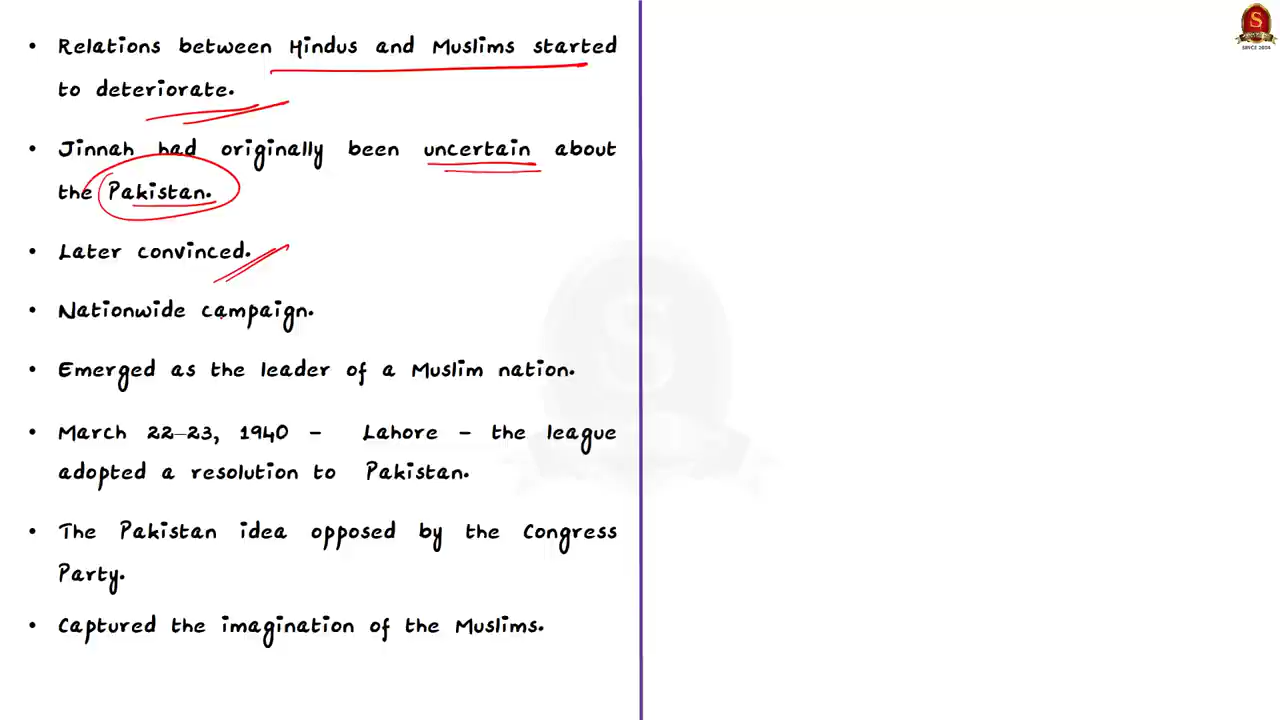 • Relations between Hindus and Muslims started
to deteriorate.
• Jinnah had originally been uncertain about
the Pakistan.
• Later convinced.
• Nationwide campaign.
• Emerged as the leader of a Muslim nation.
• March 22-23, 1940 - Lahore - the league
adopted a resolution to Pakistan.
• The Pakistan idea opposed by the Congress
Party.
• Captured the imagination of the Muslims.
S
SINCE 2004